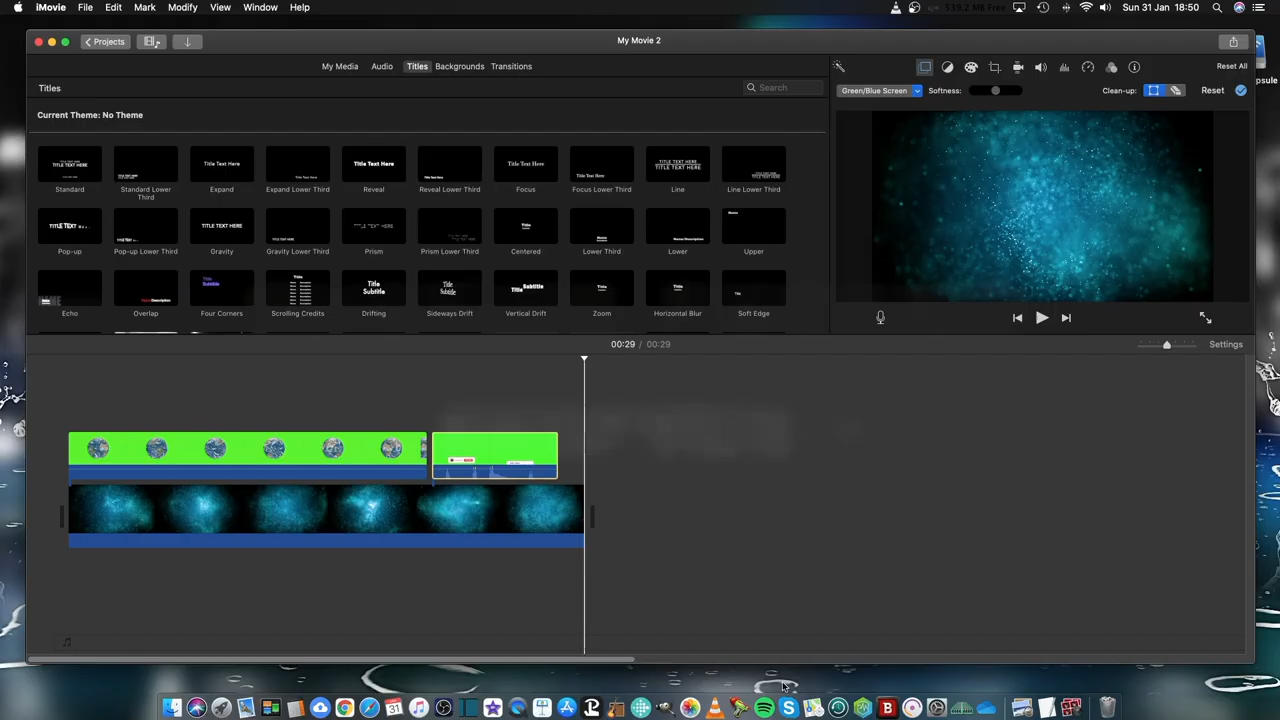 iMovie File Edit Mark Modify View Window Help 539.2 MB Free Sun 31 Jan 18:50
Projects My Movie 2
My Media Audio Titles Backgrounds Transitions Reset All
Titles Search Green/Blue Screen Softness: Clean-up: Reset
Current Theme: No Theme
Standard Standard Lower Third Expand Expand Lower Third Reveal Reveal Lower Third Focus Focus Lower Third Line Line Lower Third
Pop-up Pop-up Lower Third Gravity Gravity Lower Third Prism Prism Lower Third Centered Lower Third Lower Upper
Echo Overlap Four Corners Scrolling Credits Drifting Sideways Drift Vertical Drift Zoom Horizontal Blur Soft Edge
00:29 / 00:29 Settings